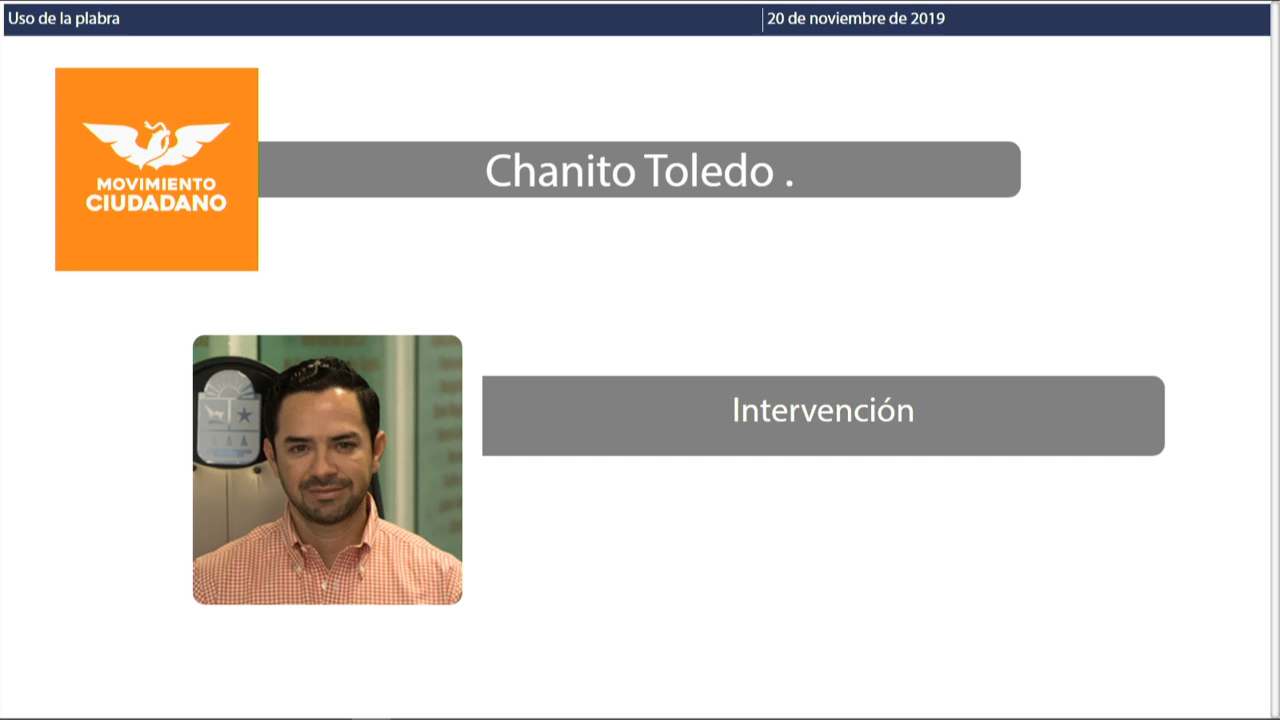 Uso de la plabra
20 de noviembre de 2019
MOVIMIENTO
CIUDADANO
Chanito Toledo .
Intervención